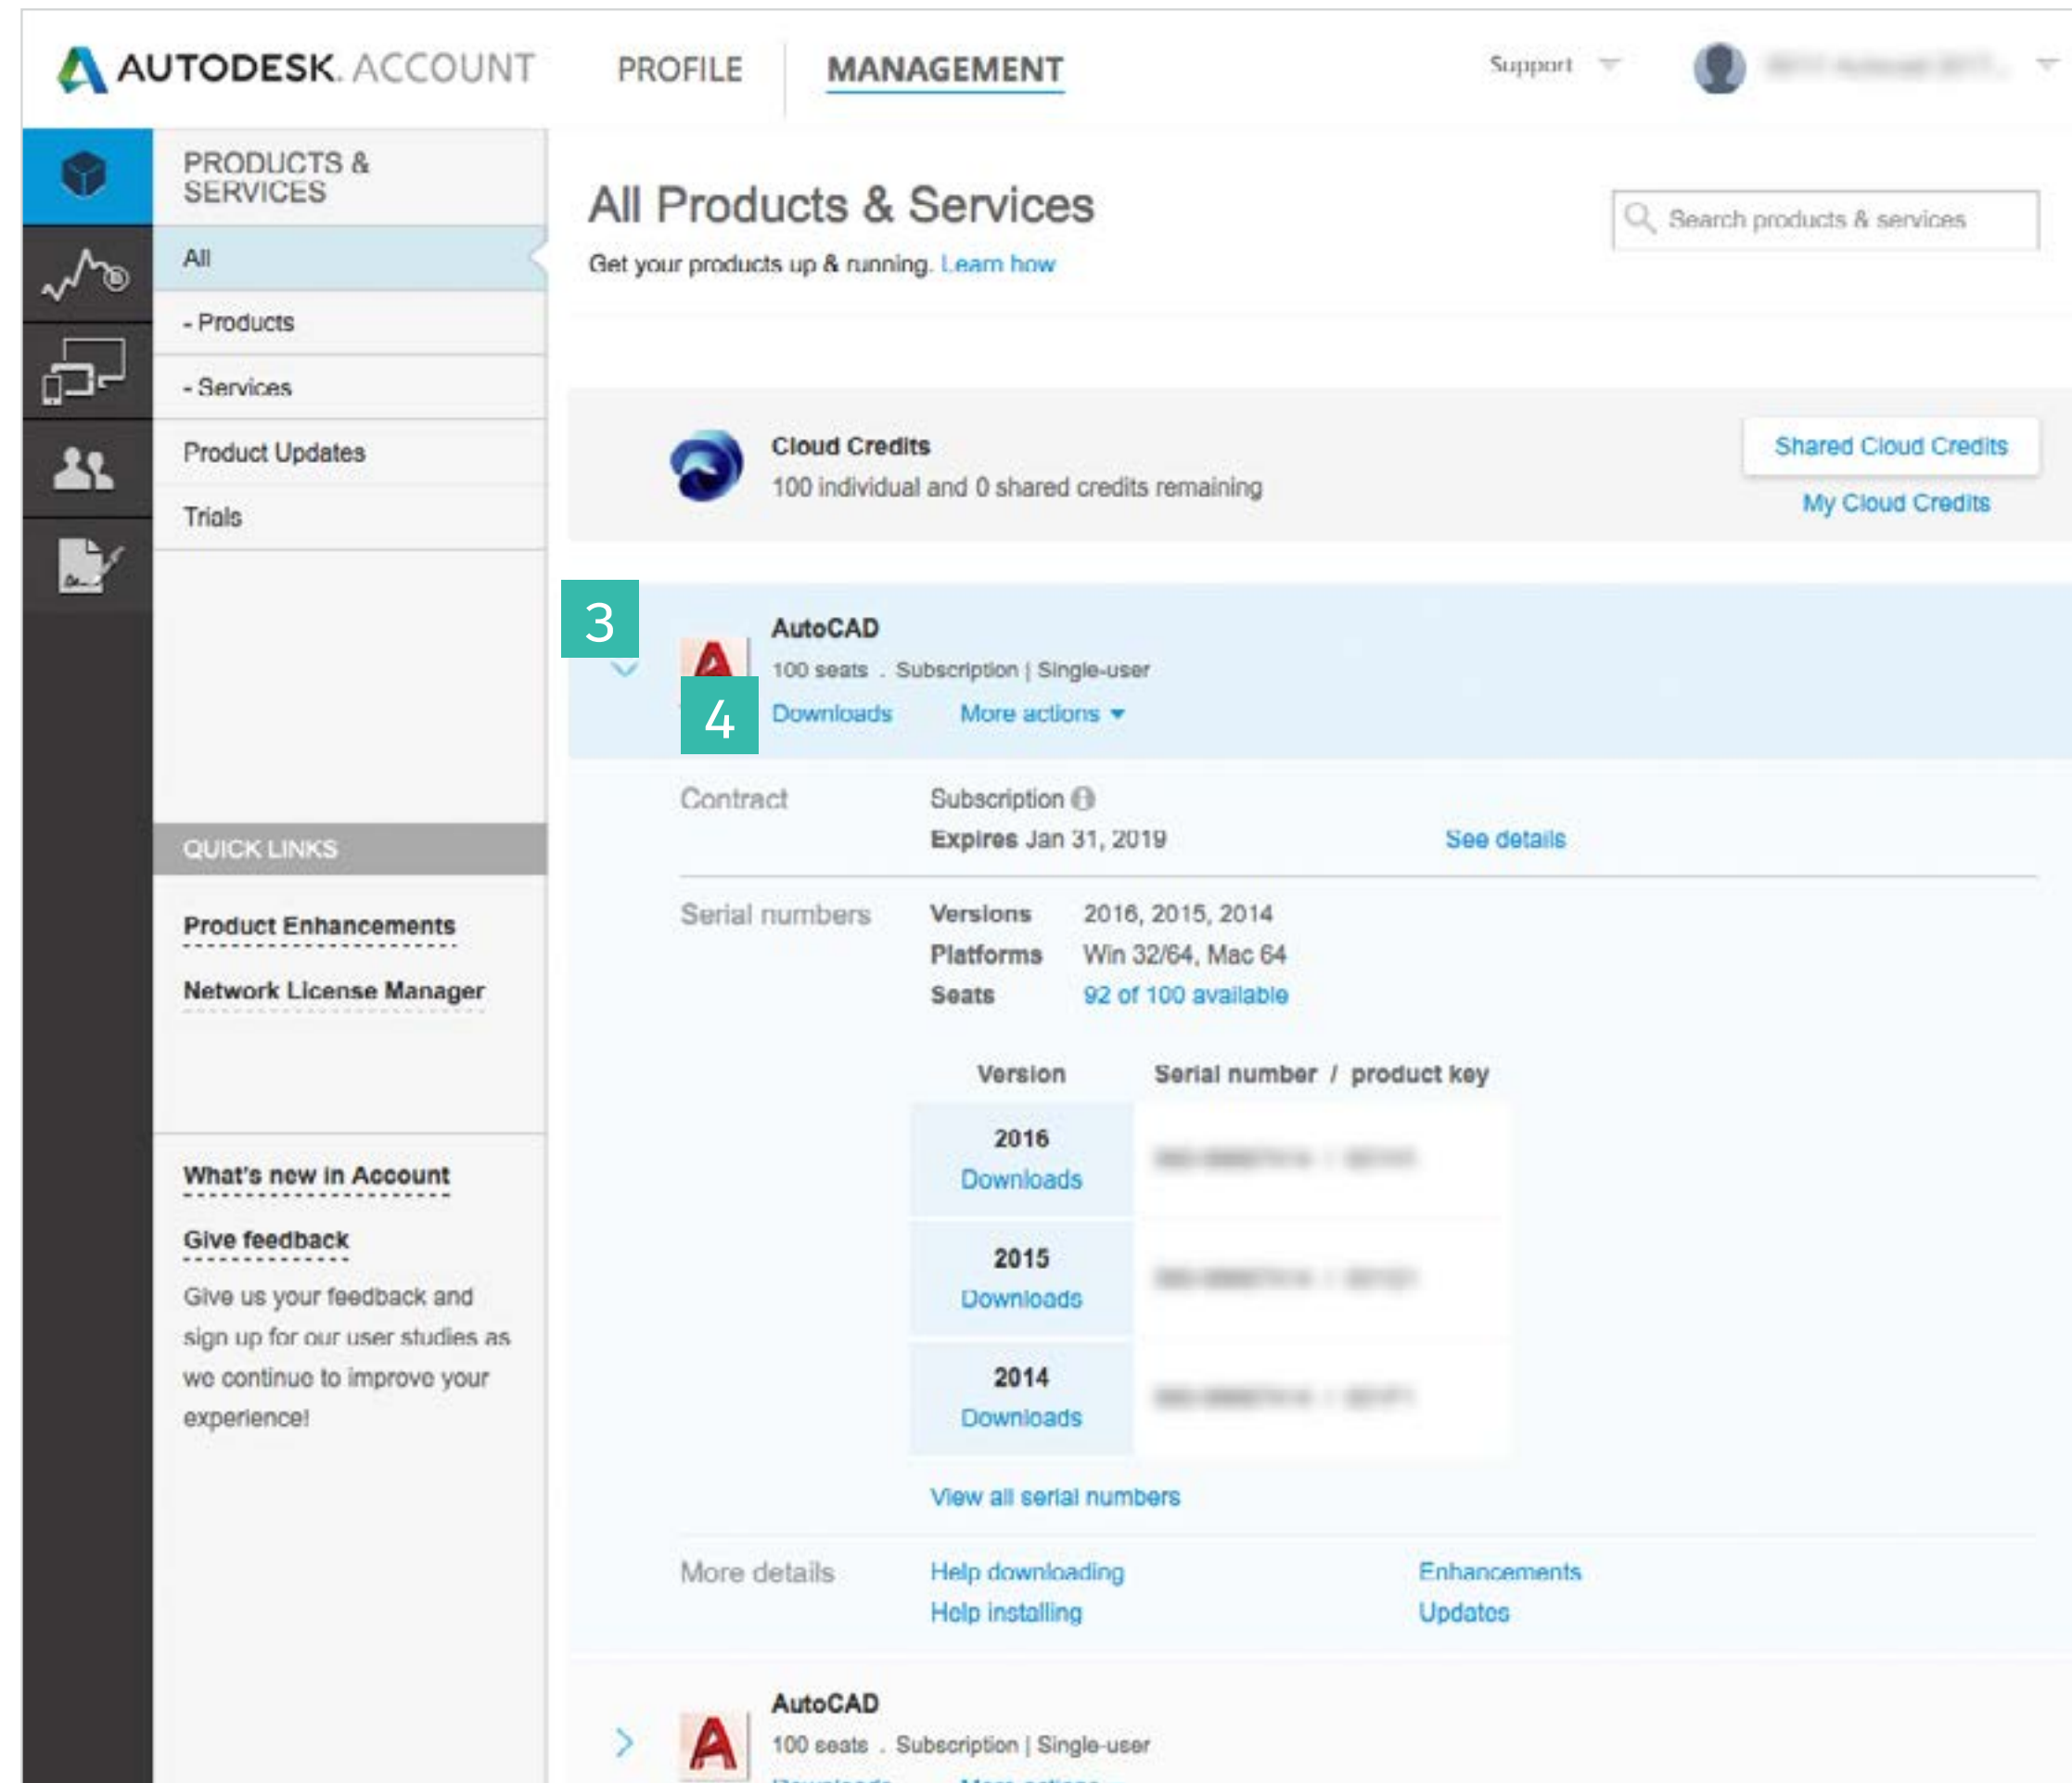 AUTODESK. ACCOUNT PROFILE MANAGEMENT Support
PRODUCTS &
SERVICES
All
- Products
- Services
Product Updates
Trials
QUICK LINKS
Product Enhancements
Network License Manager
What's new in Account
Give feedback
Give us your feedback and
sign up for our user studies as
we continue to improve your
experience!
All Products & Services
Search products & services
Get your products up & running. Learn how
Cloud Credits
100 individual and 0 shared credits remaining
Shared Cloud Credits
My Cloud Credits
3
AutoCAD
100 seats . Subscription | Single-user
4
Downloads More actions
Contract Subscription
Expires Jan 31, 2019 See details
Serial numbers Versions 2016, 2015, 2014
Platforms Win 32/64, Mac 64
Seats 92 of 100 available
Version Serial number / product key
2016
Downloads
2015
Downloads
2014
Downloads
View all serial numbers
More details Help downloading Enhancements
Help installing Updates
AutoCAD
100 seats . Subscription | Single-user